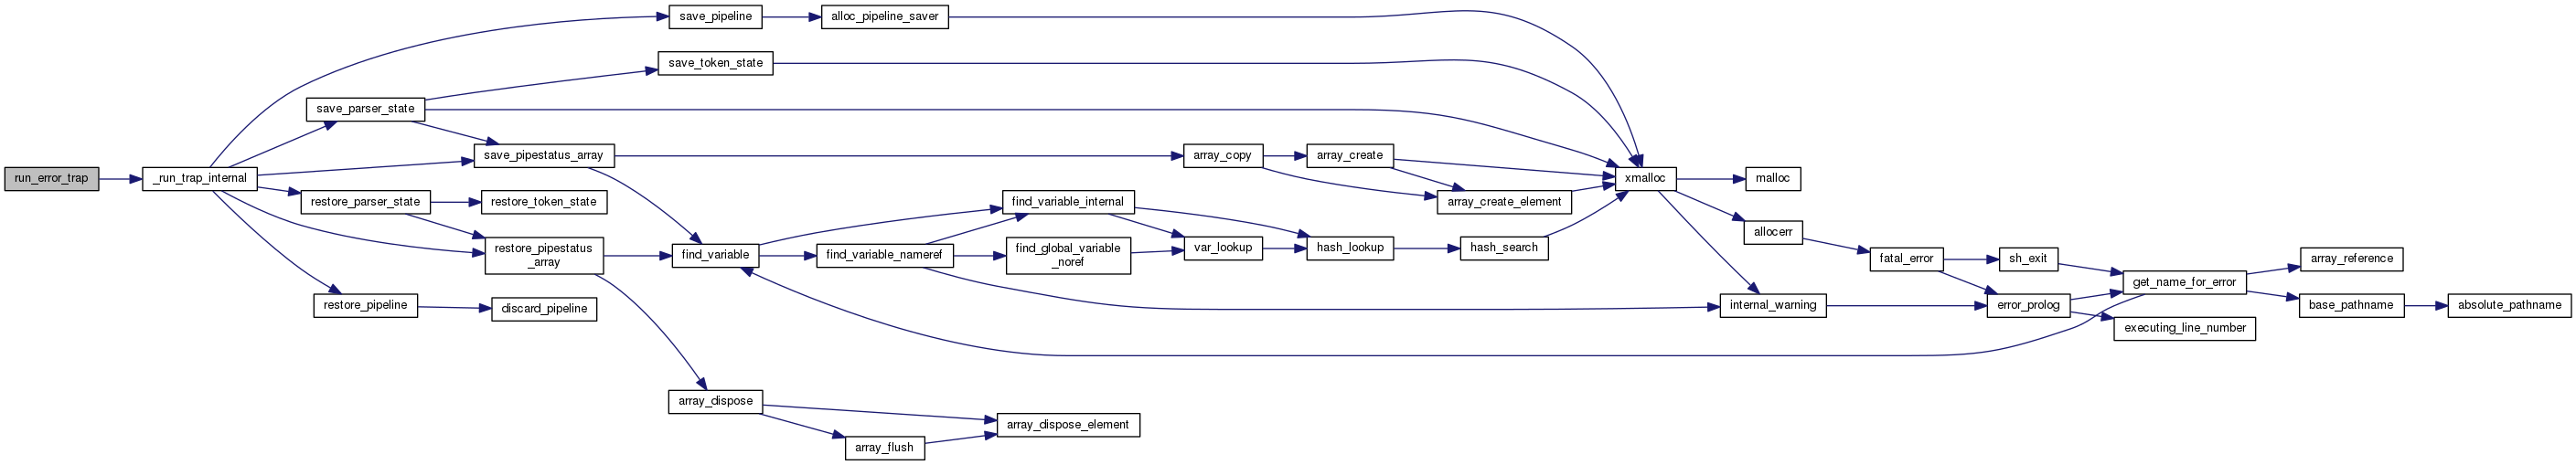 save_pipeline
alloc_pipeline_saver
save_token_state
save_parser_state
save_pipestatus_array
array_copy
array_create
run_error_trap
_run_trap_internal
xmalloc
malloc
restore_parser_state
restore_token_state
find_variable_internal
array_create_element
allocerr
restore_pipestatus
_array
find_variable
find_variable_nameref
find_global_variable
_noref
var_lookup
hash_lookup
hash_search
fatal_error
sh_exit
array_reference
get_name_for_error
restore_pipeline
discard_pipeline
internal_warning
error_prolog
base_pathname
absolute_pathname
executing_line_number
array_dispose
array_dispose_element
array_flush